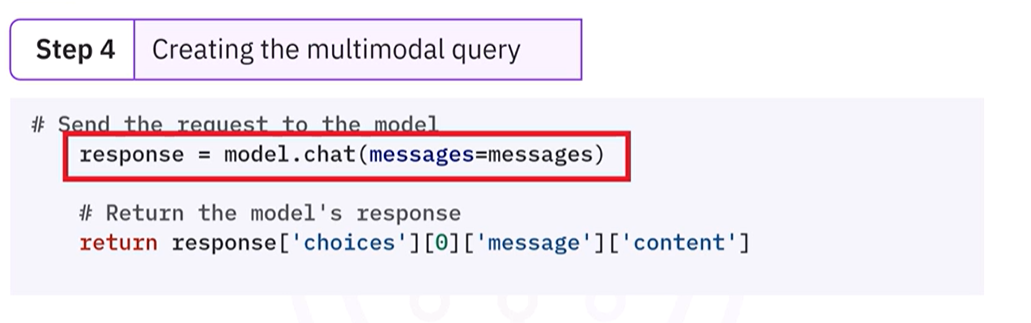 Step 4 Creating the multimodal query
# Send the request to the model
response = model.chat(messages=messages)
# Return the model's response
return response['choices'][0]['message']['content']